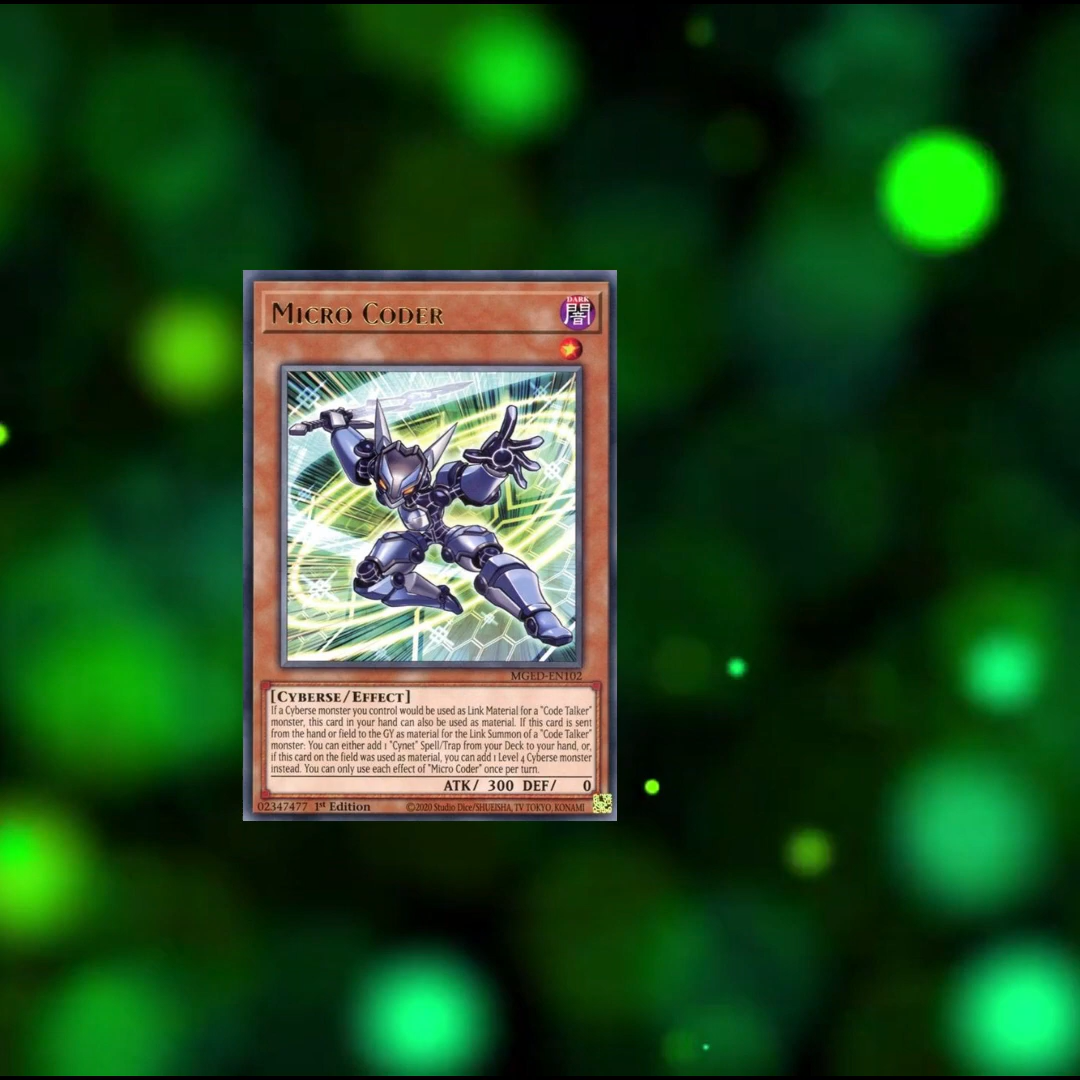 Micro Coder
DARK
闇
MGED-EN102
[Cyberse/Effect]
If a Cyberse monster you control would be used as Link Material for a "Code Talker"
monster, this card in your hand can also be used as material. If this card is sent
from the hand or field to the GY as material for the Link Summon of a "Code Talker"
monster: You can either add 1 "Cynet" Spell/Trap from your Deck to your hand, or,
if this card on the field was used as material, you can add 1 Level 4 Cyberse monster
instead. You can only use each effect of "Micro Coder" once per turn.
ATK/ 300 DEF/ 0
02347477 1st Edition ©2020 Studio Dice/SHUEISHA, TV TOKYO, KONAMI